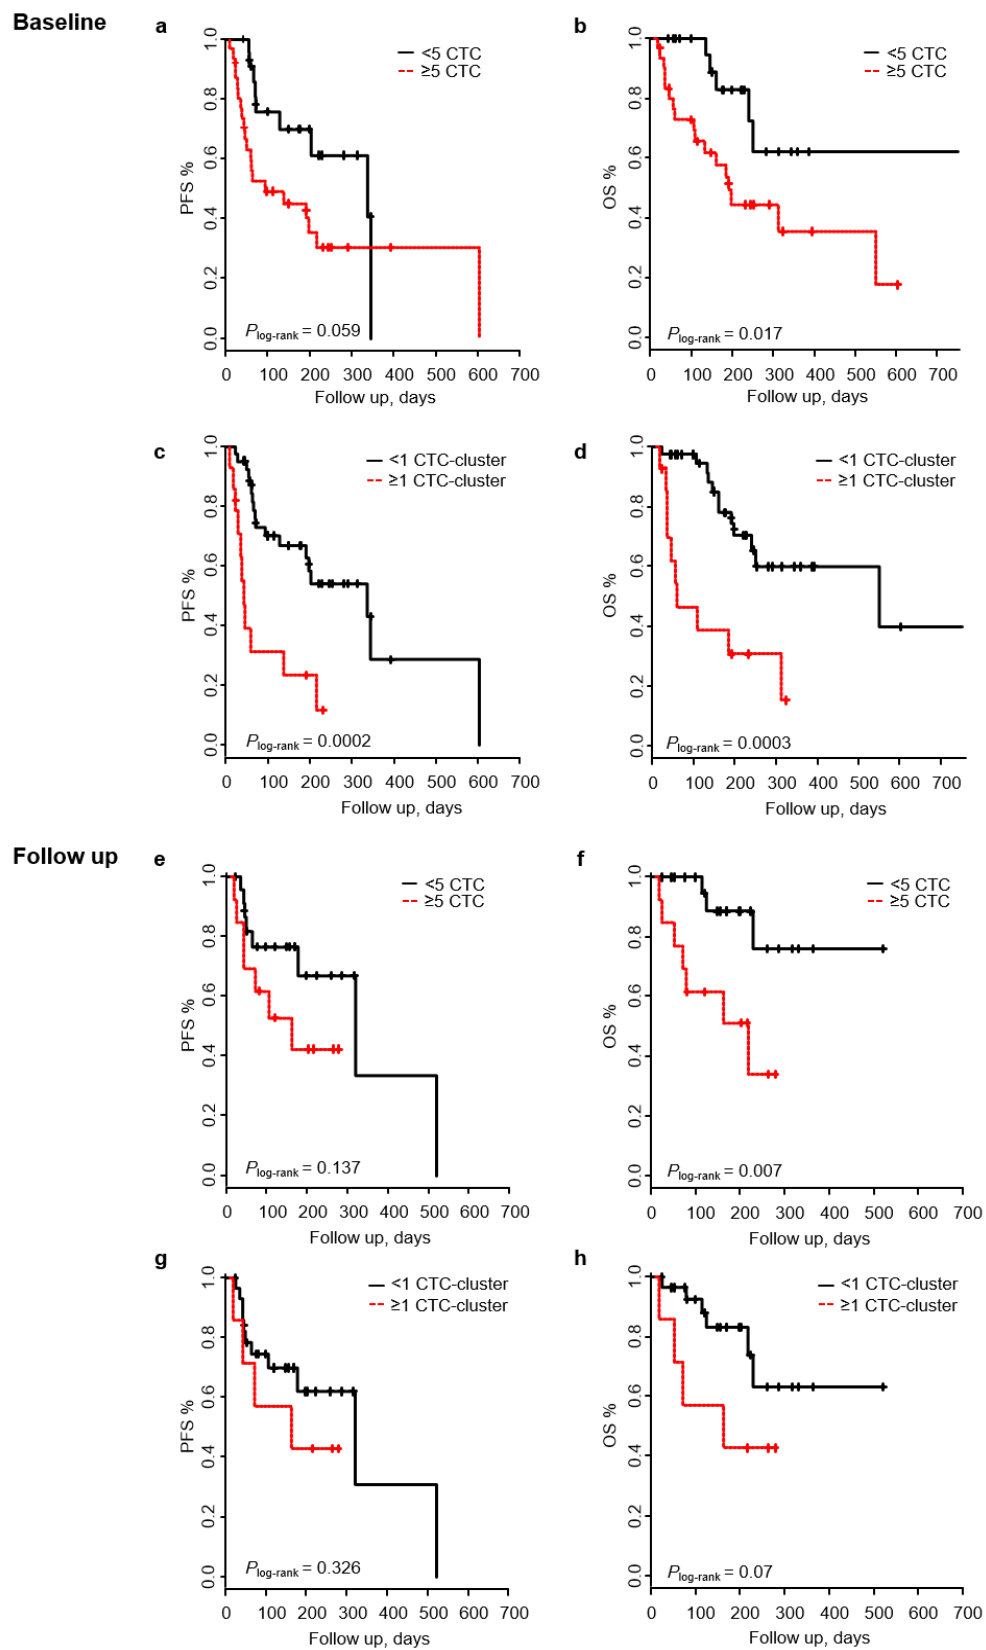 Baseline
a
<5 CTC
≥5 CTC
PFS %
1.0
0.8
0.6
0.4
0.2
0.0
Plog-rank = 0.059
0 100 200 300 400 500 600 700
Follow up, days
b
<5 CTC
≥5 CTC
OS %
1.0
0.8
0.6
0.4
0.2
0.0
Plog-rank = 0.017
0 100 200 300 400 500 600 700
Follow up, days
c
<1 CTC-cluster
≥1 CTC-cluster
PFS %
1.0
0.8
0.6
0.4
0.2
0.0
Plog-rank = 0.0002
0 100 200 300 400 500 600 700
Follow up, days
d
<1 CTC-cluster
≥1 CTC-cluster
OS %
1.0
0.8
0.6
0.4
0.2
0.0
Plog-rank = 0.0003
0 100 200 300 400 500 600 700
Follow up, days
Follow up
e
<5 CTC
≥5 CTC
PFS %
1.0
0.8
0.6
0.4
0.2
0.0
Plog-rank = 0.137
0 100 200 300 400 500 600 700
Follow up, days
f
<5 CTC
≥5 CTC
OS %
1.0
0.8
0.6
0.4
0.2
0.0
Plog-rank = 0.007
0 100 200 300 400 500 600 700
Follow up, days
g
<1 CTC-cluster
≥1 CTC-cluster
PFS %
1.0
0.8
0.6
0.4
0.2
0.0
Plog-rank = 0.326
0 100 200 300 400 500 600 700
Follow up, days
h
<1 CTC-cluster
≥1 CTC-cluster
OS %
1.0
0.8
0.6
0.4
0.2
0.0
Plog-rank = 0.07
0 100 200 300 400 500 600 700
Follow up, days